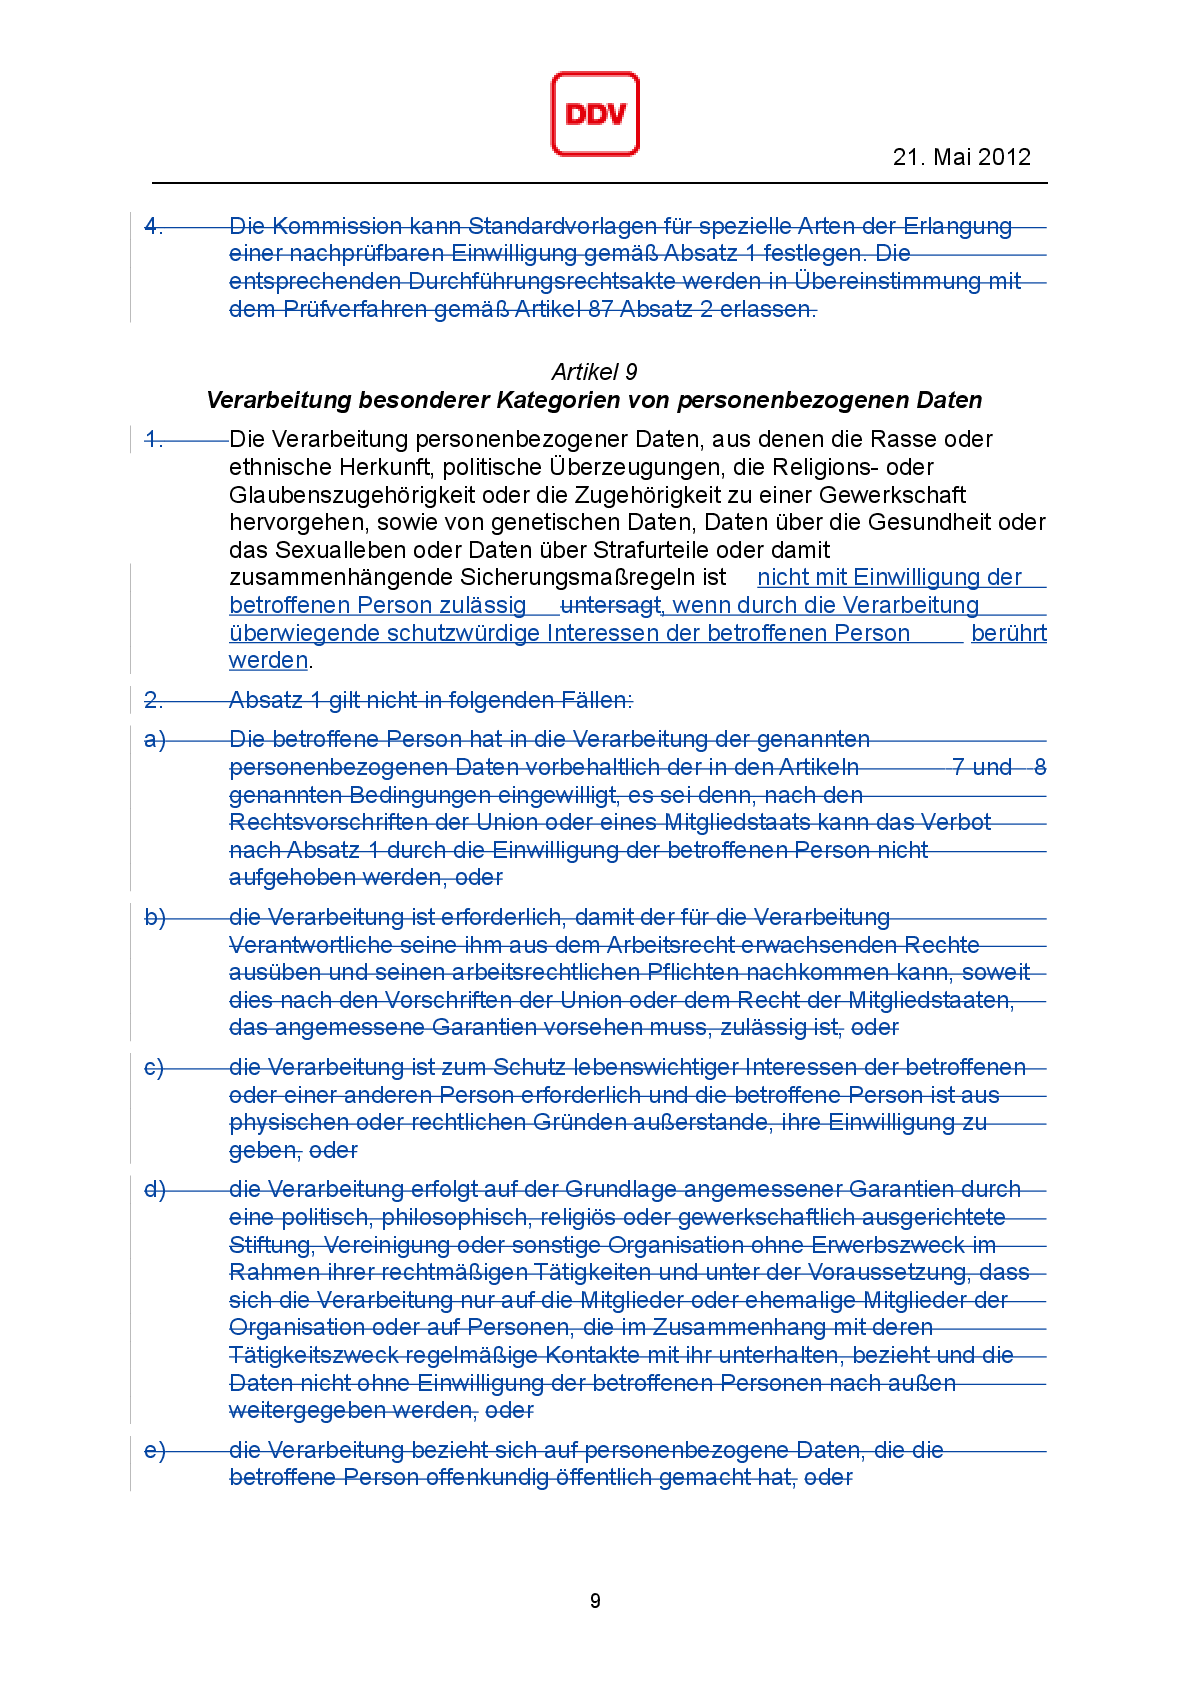 DDV
21. Mai 2012
4. Die Kommission kann Standardvorlagen für spezielle Arten der Erlangung
einer nachprüfbaren Einwilligung gemäß Absatz 1 festlegen. Die
entsprechenden Durchführungsrechtsakte werden in Übereinstimmung mit
dem Prüfverfahren gemäß Artikel 87 Absatz 2 erlassen.
Artikel 9
Verarbeitung besonderer Kategorien von personenbezogenen Daten
1. Die Verarbeitung personenbezogener Daten, aus denen die Rasse oder
ethnische Herkunft, politische Überzeugungen, die Religions- oder
Glaubenszugehörigkeit oder die Zugehörigkeit zu einer Gewerkschaft
hervorgehen, sowie von genetischen Daten, Daten über die Gesundheit oder
das Sexualleben oder Daten über Strafurteile oder damit
zusammenhängende Sicherungsmaßregeln ist nicht mit Einwilligung der
betroffenen Person zulässig untersagt, wenn durch die Verarbeitung
überwiegende schutzwürdige Interessen der betroffenen Person berührt
werden.
2. Absatz 1 gilt nicht in folgenden Fällen:
a) Die betroffene Person hat in die Verarbeitung der genannten
personenbezogenen Daten vorbehaltlich der in den Artikeln 7 und 8
genannten Bedingungen eingewilligt, es sei denn, nach den
Rechtsvorschriften der Union oder eines Mitgliedstaats kann das Verbot
nach Absatz 1 durch die Einwilligung der betroffenen Person nicht
aufgehoben werden, oder
b) die Verarbeitung ist erforderlich, damit der für die Verarbeitung
Verantwortliche seine ihm aus dem Arbeitsrecht erwachsenden Rechte
ausüben und seinen arbeitsrechtlichen Pflichten nachkommen kann, soweit
dies nach den Vorschriften der Union oder dem Recht der Mitgliedstaaten,
das angemessene Garantien vorsehen muss, zulässig ist, oder
c) die Verarbeitung ist zum Schutz lebenswichtiger Interessen der betroffenen
oder einer anderen Person erforderlich und die betroffene Person ist aus
physischen oder rechtlichen Gründen außerstande, ihre Einwilligung zu
geben, oder
d) die Verarbeitung erfolgt auf der Grundlage angemessener Garantien durch
eine politisch, philosophisch, religiös oder gewerkschaftlich ausgerichtete
Stiftung, Vereinigung oder sonstige Organisation ohne Erwerbszweck im
Rahmen ihrer rechtmäßigen Tätigkeiten und unter der Voraussetzung, dass
sich die Verarbeitung nur auf die Mitglieder oder ehemalige Mitglieder der
Organisation oder auf Personen, die im Zusammenhang mit deren
Tätigkeitszweck regelmäßige Kontakte mit ihr unterhalten, bezieht und die
Daten nicht ohne Einwilligung der betroffenen Personen nach außen
weitergegeben werden, oder
e) die Verarbeitung bezieht sich auf personenbezogene Daten, die die
betroffene Person offenkundig öffentlich gemacht hat, oder
9